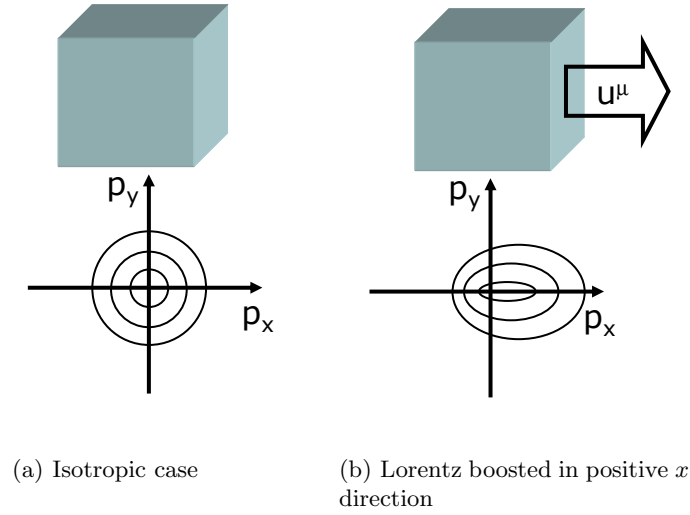 u^μ
p_y
p_x
p_y
p_x
(a) Isotropic case
(b) Lorentz boosted in positive x
direction